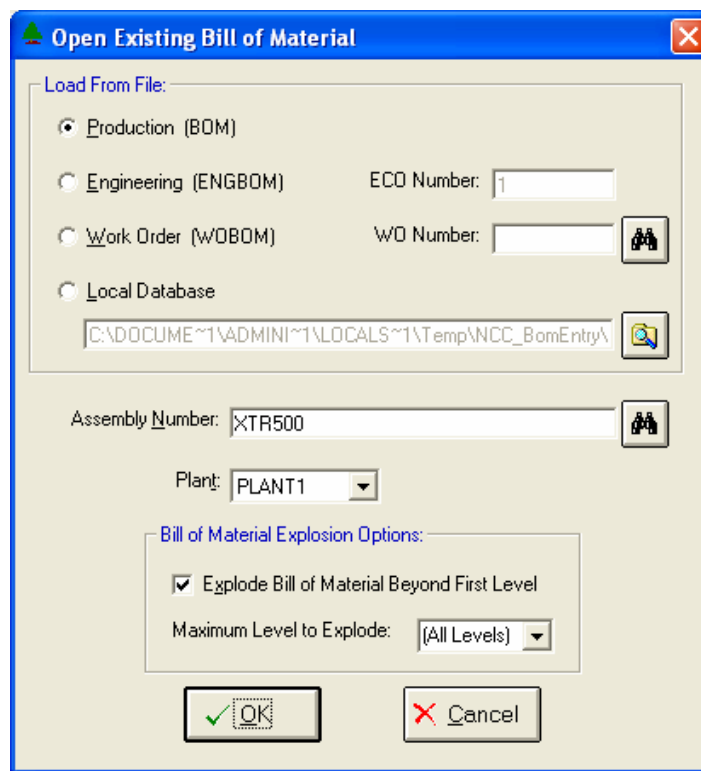 Open Existing Bill of Material
Load From File:
Production (BOM)
Engineering (ENGBOM) ECO Number: 1
Work Order (WOBOM) WO Number:
Local Database
C:\DOCUME~1\ADMINI~1\LOCALS~1\Temp\NCC_BomEntry\
Assembly Number: XTR500
Plant: PLANT1
Bill of Material Explosion Options:
Explode Bill of Material Beyond First Level
Maximum Level to Explode: (All Levels)
OK Cancel